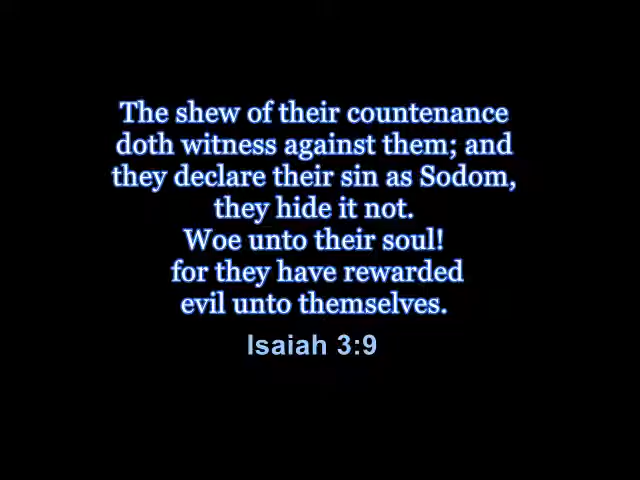 The shew of their countenance
doth witness against them; and
they declare their sin as Sodom,
they hide it not.
Woe unto their soul!
for they have rewarded
evil unto themselves.
Isaiah 3:9